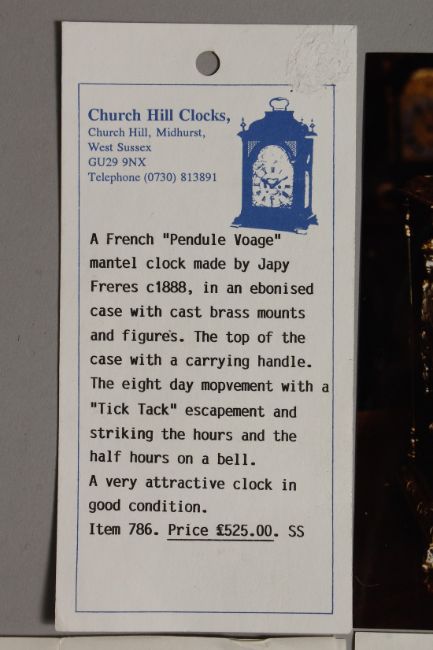 Church Hill Clocks,
Church Hill, Midhurst,
West Sussex
GU29 9NX
Telephone (0730) 813891
A French "Pendule Voage"
mantel clock made by Japy
Freres c1888, in an ebonised
case with cast brass mounts
and figures. The top of the
case with a carrying handle.
The eight day mopvement with a
"Tick Tack" escapement and
striking the hours and the
half hours on a bell.
A very attractive clock in
good condition.
Item 786. Price £525.00. SS